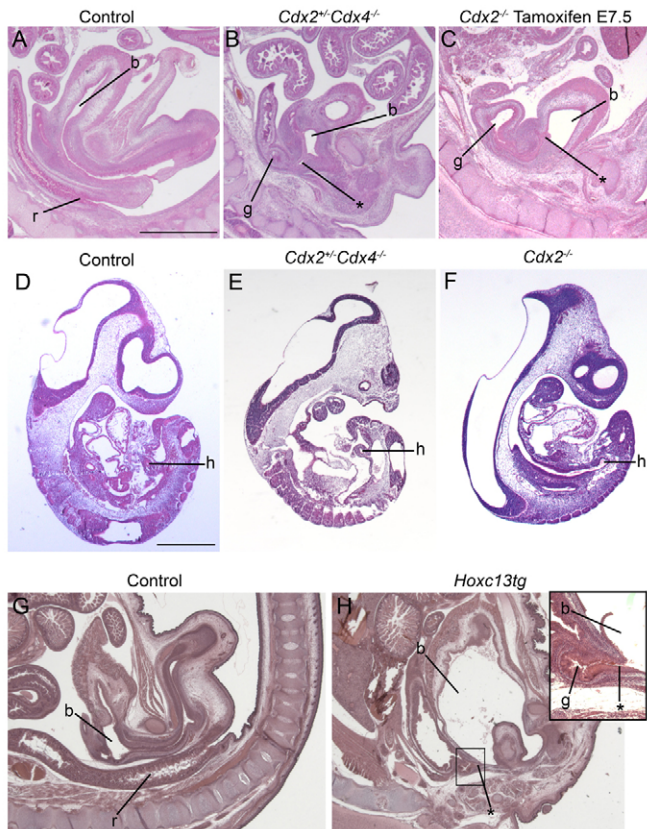 Control
Cdx2+/-Cdx4-/-
Cdx2-/- Tamoxifen E7.5
A
b
r
B
b
g
*
C
b
g
*
Control
Cdx2+/-Cdx4-/-
Cdx2-/-
D
h
E
h
F
h
Control
Hoxc13tg
G
b
r
H
b
*
b
g
*